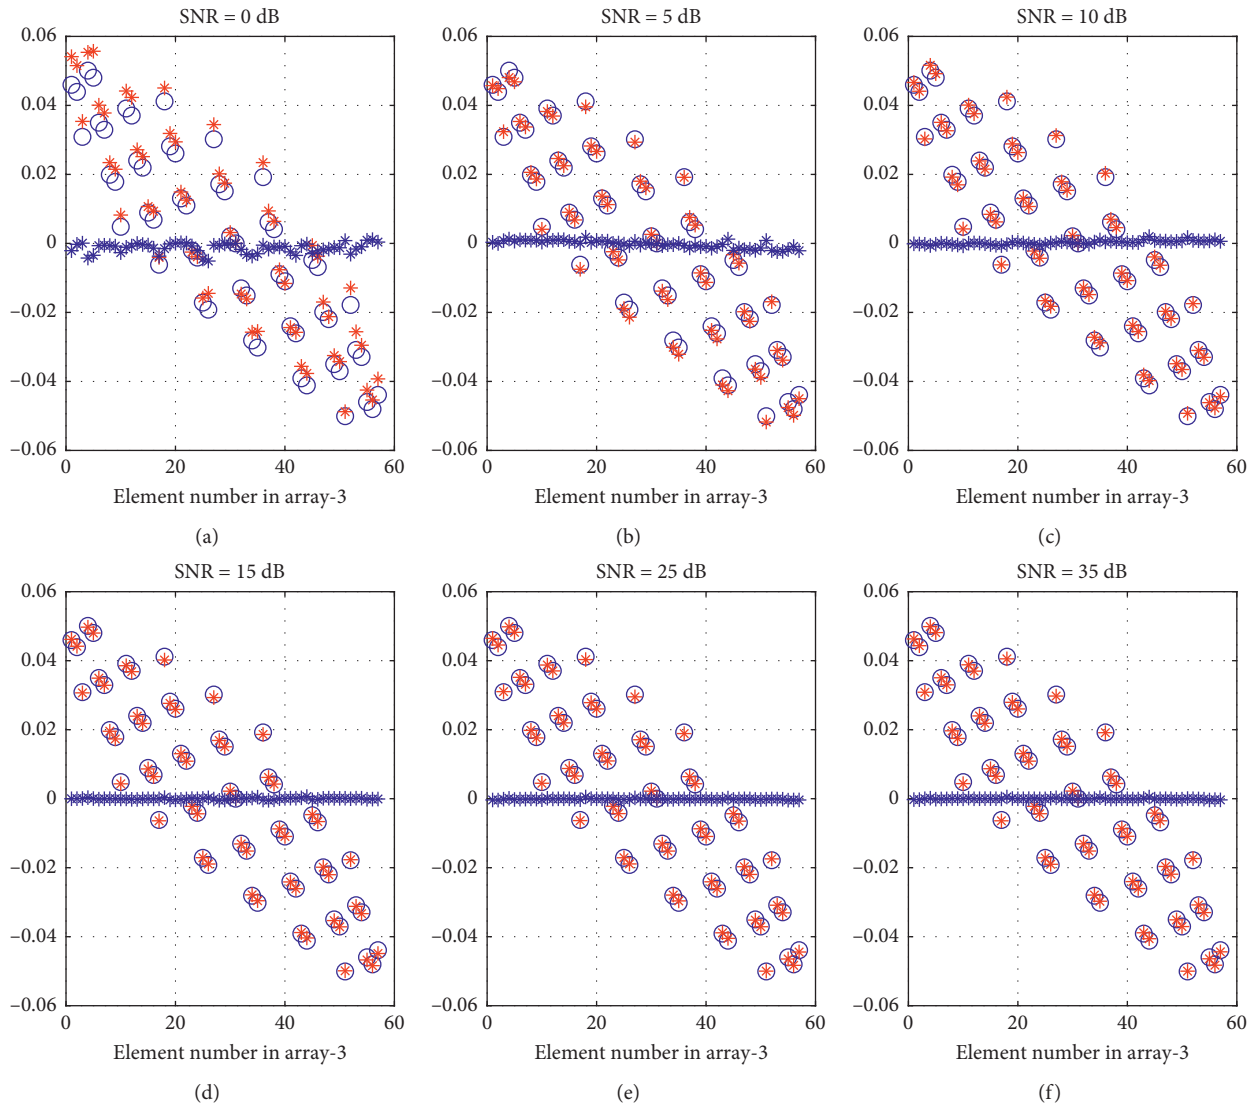 SNR = 0 dB
SNR = 5 dB
SNR = 10 dB
0.06 0.06 0.06
0.04 0.04 0.04
0.02 0.02 0.02
0 0 0
−0.02 −0.02 −0.02
−0.04 −0.04 −0.04
−0.06 −0.06 −0.06
0 20 40 60 0 20 40 60 0 20 40 60
Element number in array-3
Element number in array-3
Element number in array-3
(a)
(b)
(c)
SNR = 15 dB
SNR = 25 dB
SNR = 35 dB
0.06 0.06 0.06
0.04 0.04 0.04
0.02 0.02 0.02
0 0 0
−0.02 −0.02 −0.02
−0.04 −0.04 −0.04
−0.06 −0.06 −0.06
0 20 40 60 0 20 40 60 0 20 40 60
Element number in array-3
Element number in array-3
Element number in array-3
(d)
(e)
(f)